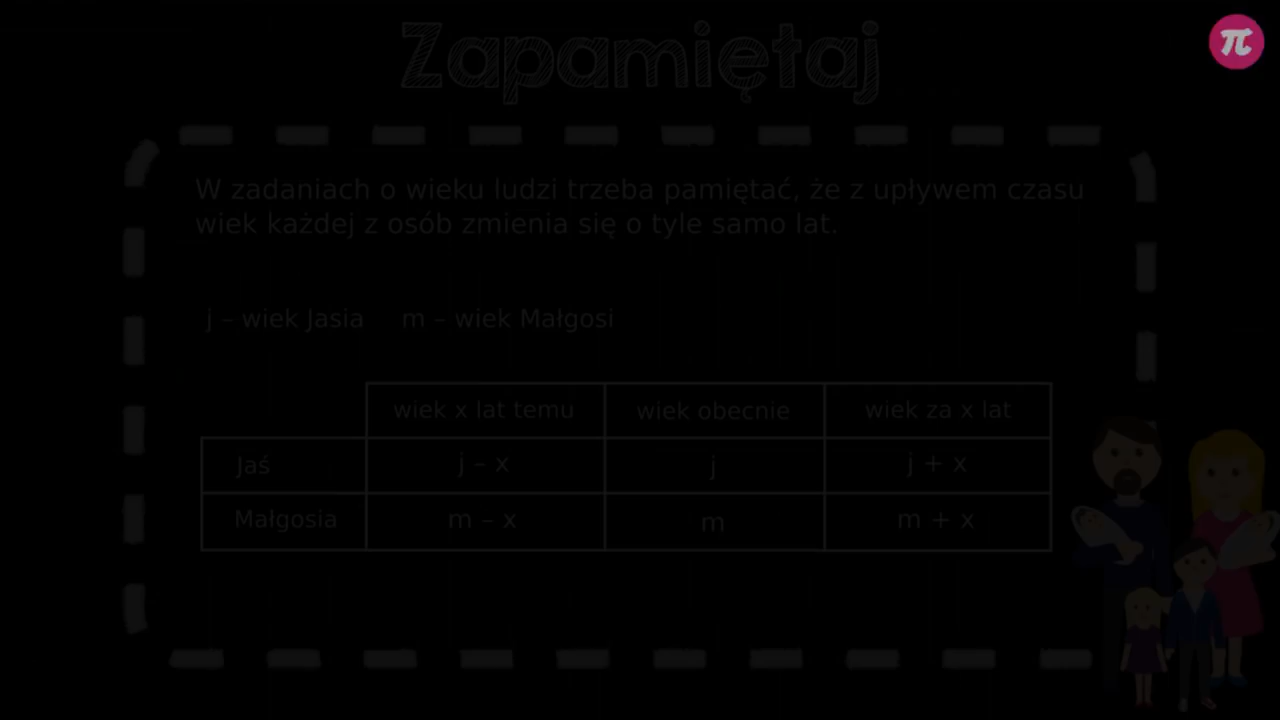 Zapamiętaj
π
W zadaniach o wieku ludzi trzeba pamiętać, że z upływem czasu
wiek każdej z osób zmienia się o tyle samo lat.
j – wiek Jasia m – wiek Małgosi
wiek x lat temu wiek obecnie wiek za x lat
Jaś j – x j j + x
Małgosia m – x m m + x